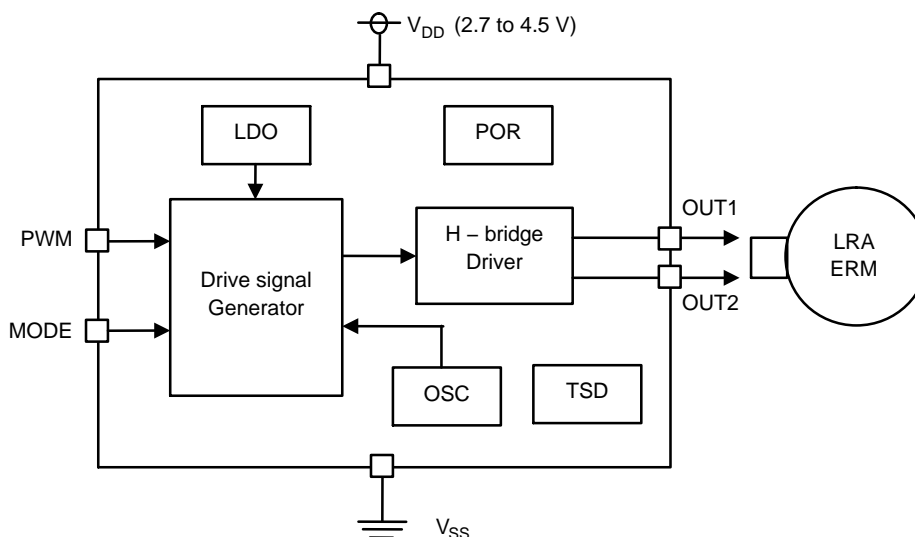 V_DD (2.7 to 4.5 V)
LDO
POR
PWM
MODE
Drive signal
Generator
H – bridge
Driver
OUT1
OUT2
LRA
ERM
OSC
TSD
V_SS